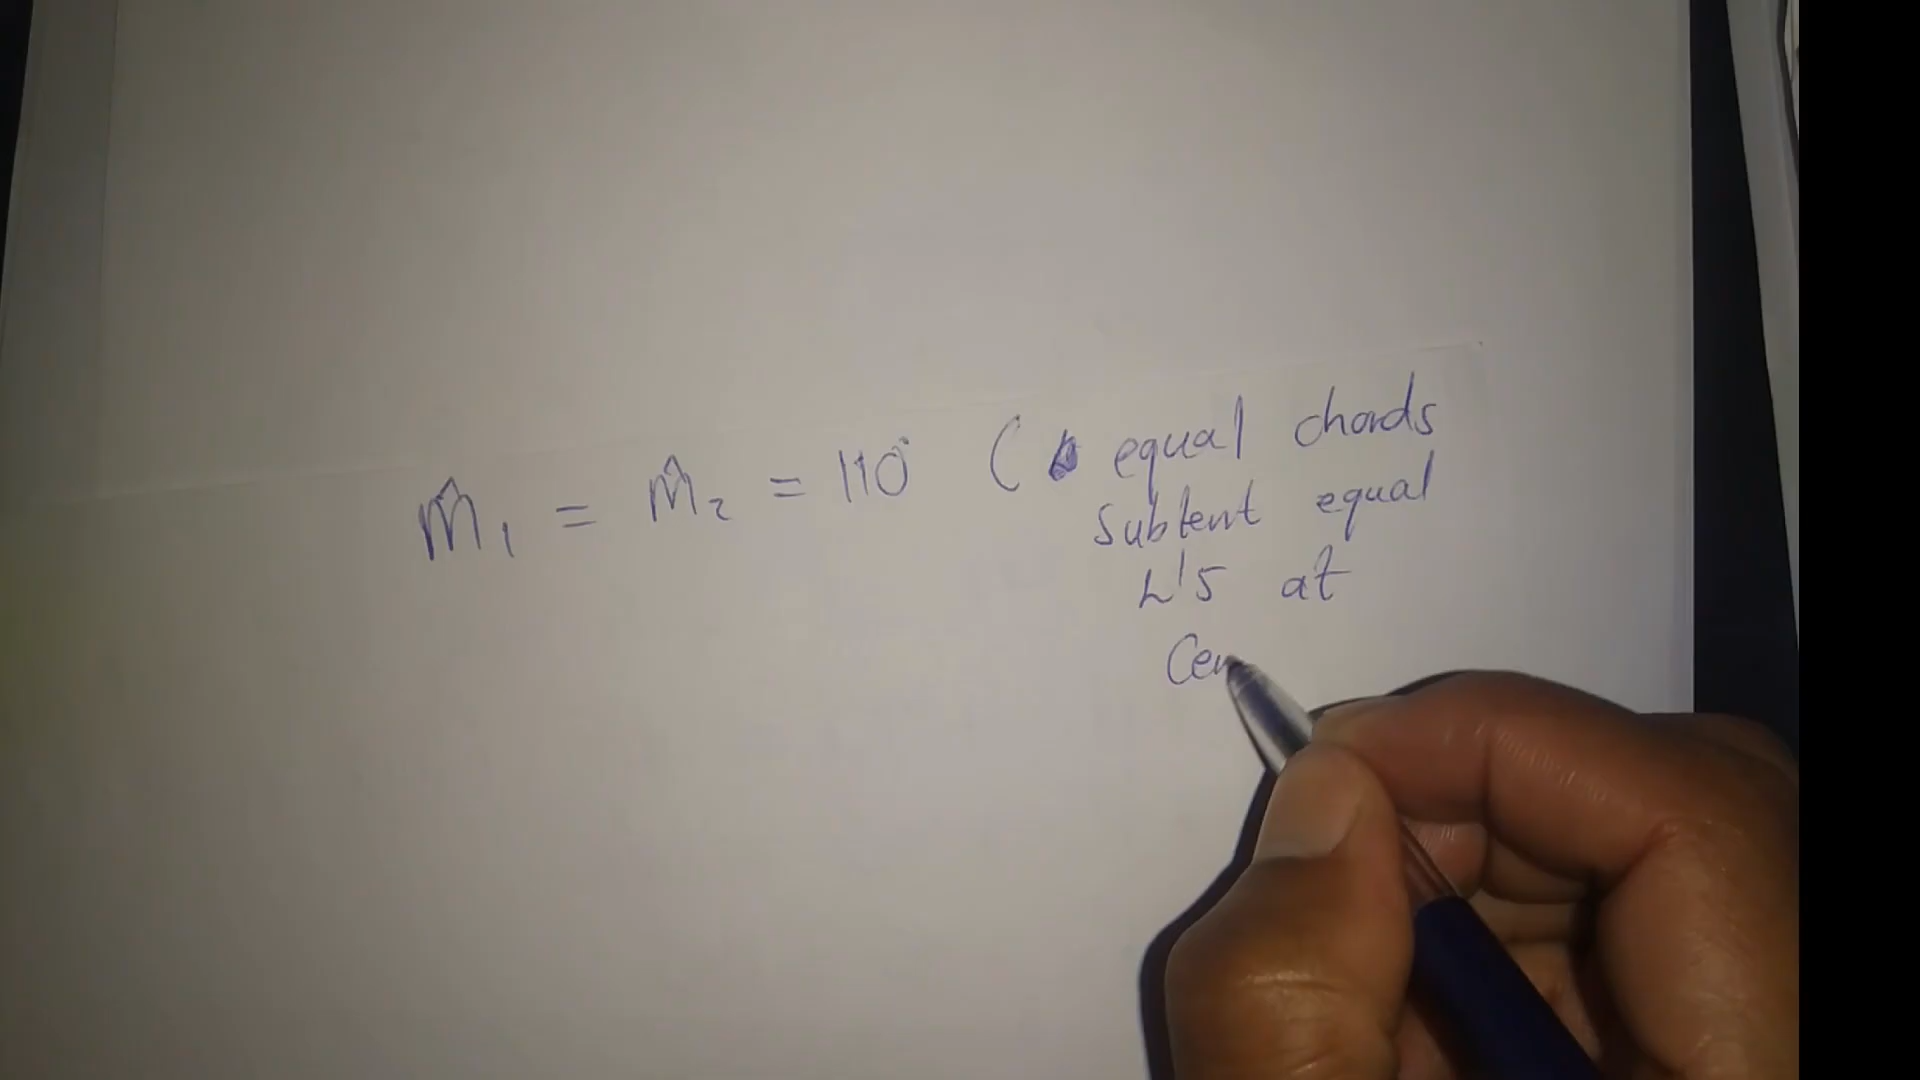 M̂₁ = M̂₂ = 110° ( equal chords
subtent equal
∠'s at
Cen